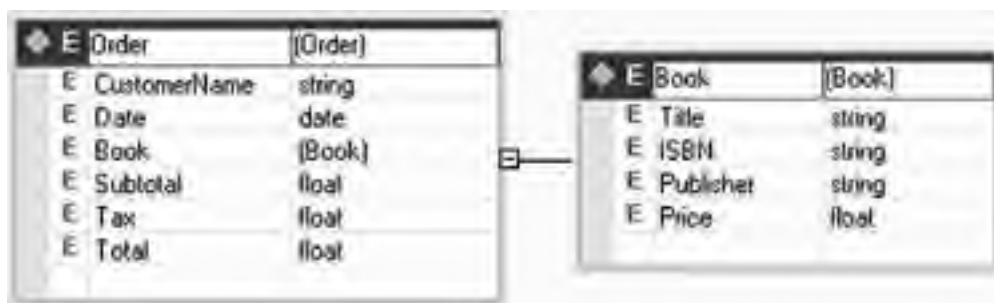 E Order (Order)
E CustomerName string
E Date date
E Book (Book)
E Subtotal float
E Tax float
E Total float
E Book (Book)
E Title string
E ISBN string
E Publisher string
E Price float